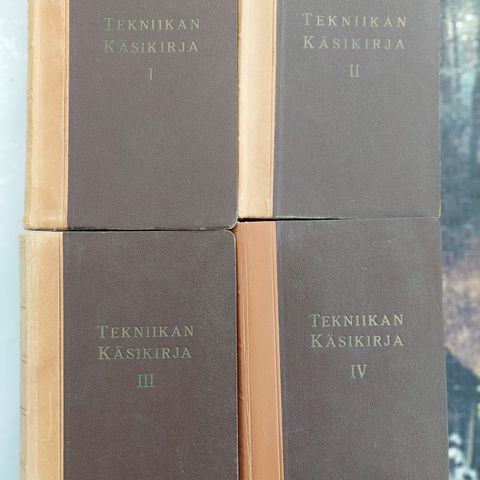 TEKNIIKAN
KÄSIKIRJA
I
TEKNIIKAN
KÄSIKIRJA
II
TEKNIIKAN
KÄSIKIRJA
III
TEKNIIKAN
KÄSIKIRJA
IV